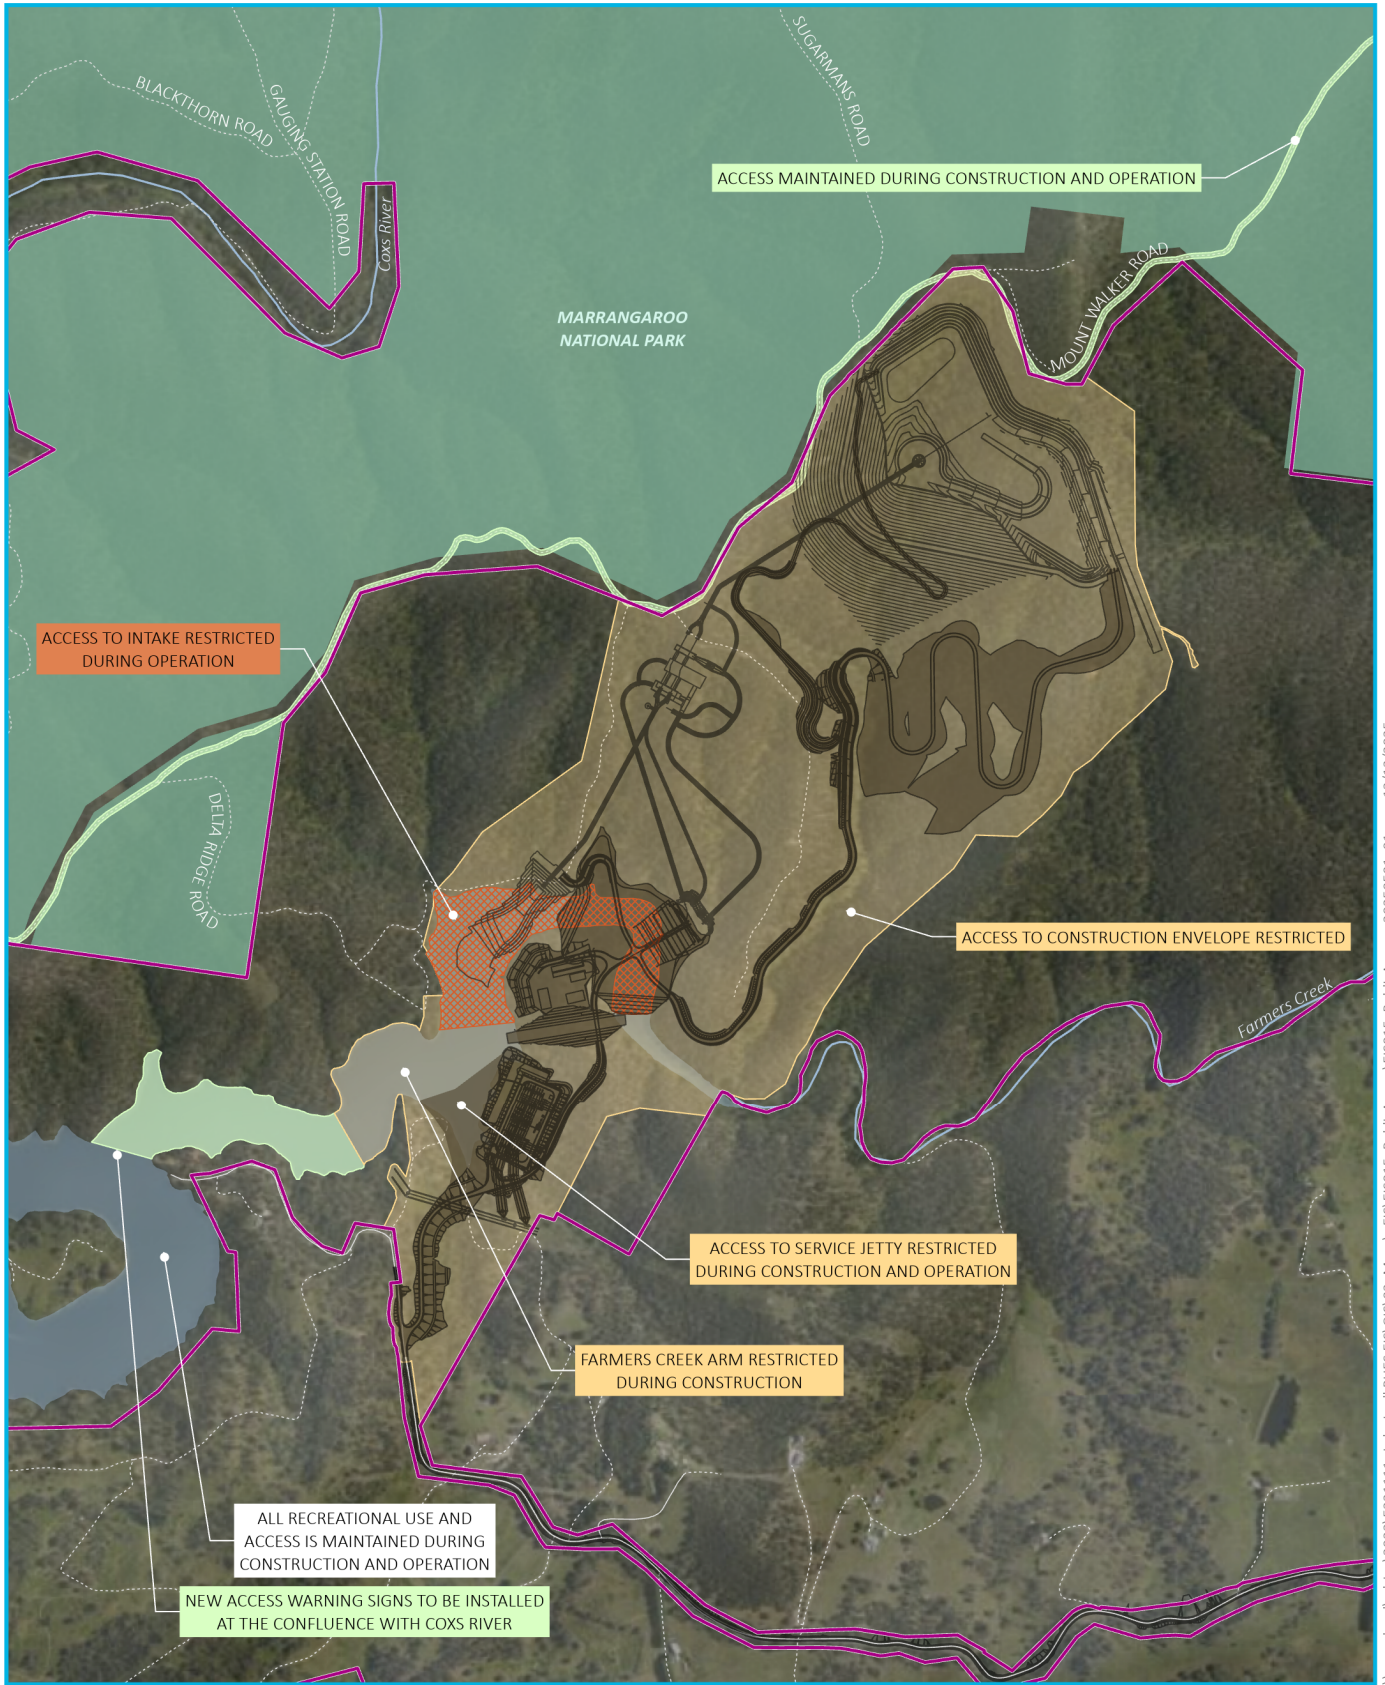 BLACKTHORN ROAD
GAUGING STATION ROAD
SUGARMANS ROAD
ACCESS MAINTAINED DURING CONSTRUCTION AND OPERATION
Coxs River
MOUNT WALKER ROAD
MARRANGAROO
NATIONAL PARK
ACCESS TO INTAKE RESTRICTED
DURING OPERATION
DELTA RIDGE ROAD
ACCESS TO CONSTRUCTION ENVELOPE RESTRICTED
Farmers Creek
ACCESS TO SERVICE JETTY RESTRICTED
DURING CONSTRUCTION AND OPERATION
FARMERS CREEK ARM RESTRICTED
DURING CONSTRUCTION
ALL RECREATIONAL USE AND
ACCESS IS MAINTAINED DURING
CONSTRUCTION AND OPERATION
NEW ACCESS WARNING SIGNS TO BE INSTALLED
AT THE CONFLUENCE WITH COXS RIVER